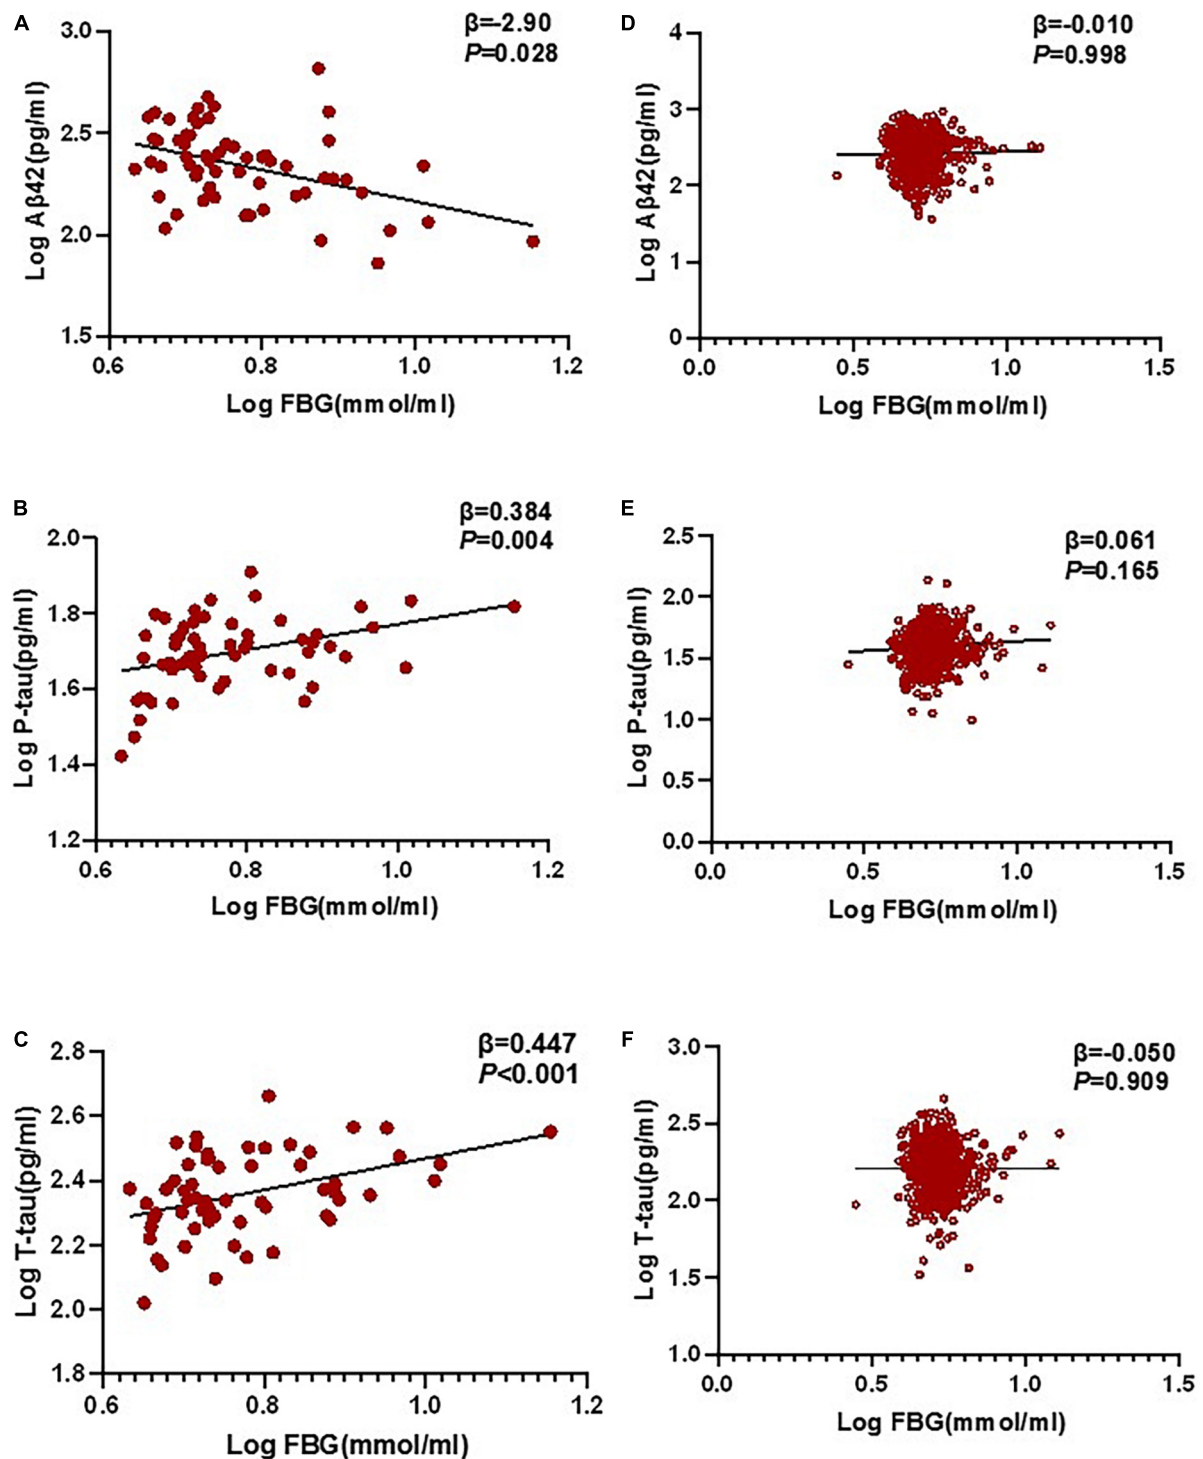 A
β=-2.90
P=0.028
3.0
2.5
2.0
1.5
Log Aβ42(pg/ml)
0.6 0.8 1.0 1.2
Log FBG(mmol/ml)
D
β=-0.010
P=0.998
4
3
2
1
0
Log Aβ42(pg/ml)
0.0 0.5 1.0 1.5
Log FBG(mmol/ml)
B
β=0.384
P=0.004
2.0
1.8
1.6
1.4
1.2
Log P-tau(pg/ml)
0.6 0.8 1.0 1.2
Log FBG(mmol/ml)
E
β=0.061
P=0.165
2.5
2.0
1.5
1.0
0.5
0.0
Log P-tau(pg/ml)
0.0 0.5 1.0 1.5
Log FBG(mmol/ml)
C
β=0.447
P<0.001
2.8
2.6
2.4
2.2
2.0
1.8
Log T-tau(pg/ml)
0.6 0.8 1.0 1.2
Log FBG(mmol/ml)
F
β=-0.050
P=0.909
3.0
2.5
2.0
1.5
1.0
Log T-tau(pg/ml)
0.0 0.5 1.0 1.5
Log FBG(mmol/ml)